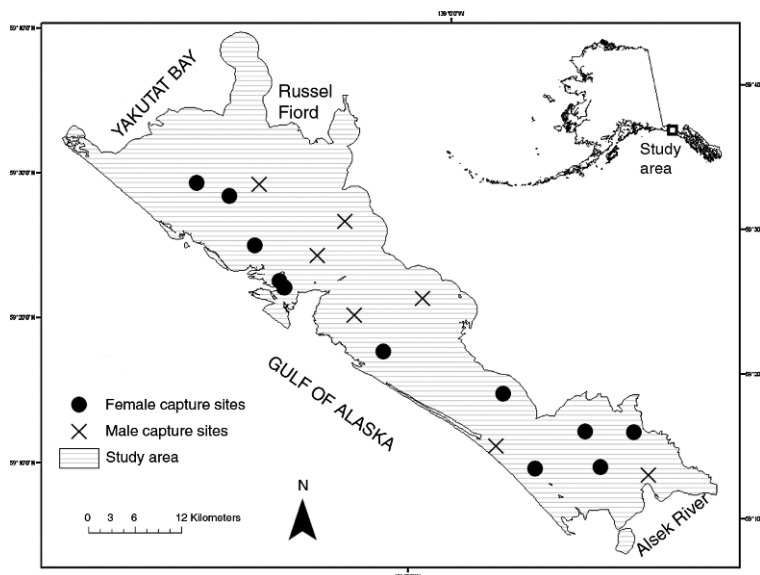 YAKUTAT BAY
Russel
Fiord
Study
area
GULF OF ALASKA
Female capture sites
Male capture sites
Study area
0 3 6 12 Kilometers
N
Alsek River